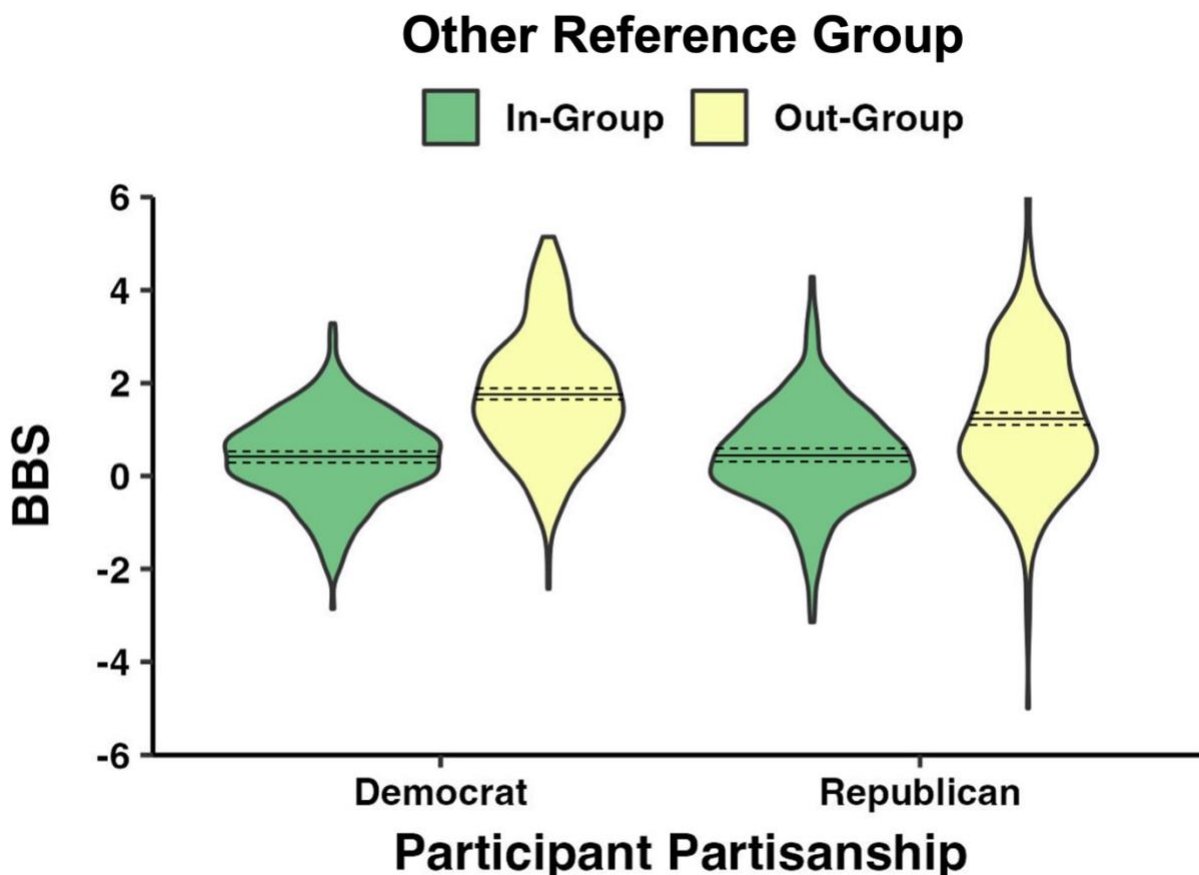 Other Reference Group
In-Group Out-Group
BBS
6
4
2
0
-2
-4
-6
Democrat Republican
Participant Partisanship